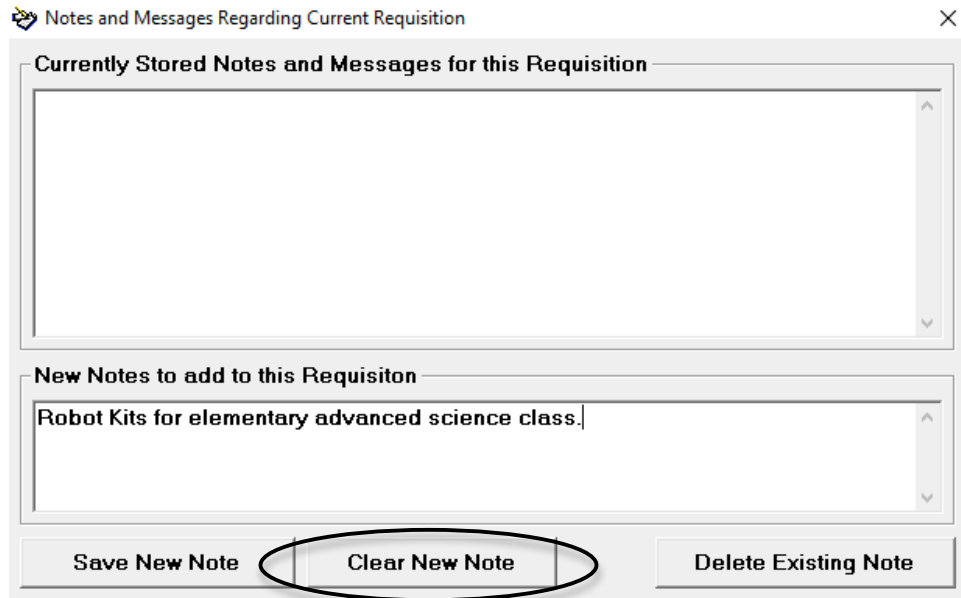 Notes and Messages Regarding Current Requisition
Currently Stored Notes and Messages for this Requisition
New Notes to add to this Requisiton
Robot Kits for elementary advanced science class.
Save New Note Clear New Note Delete Existing Note